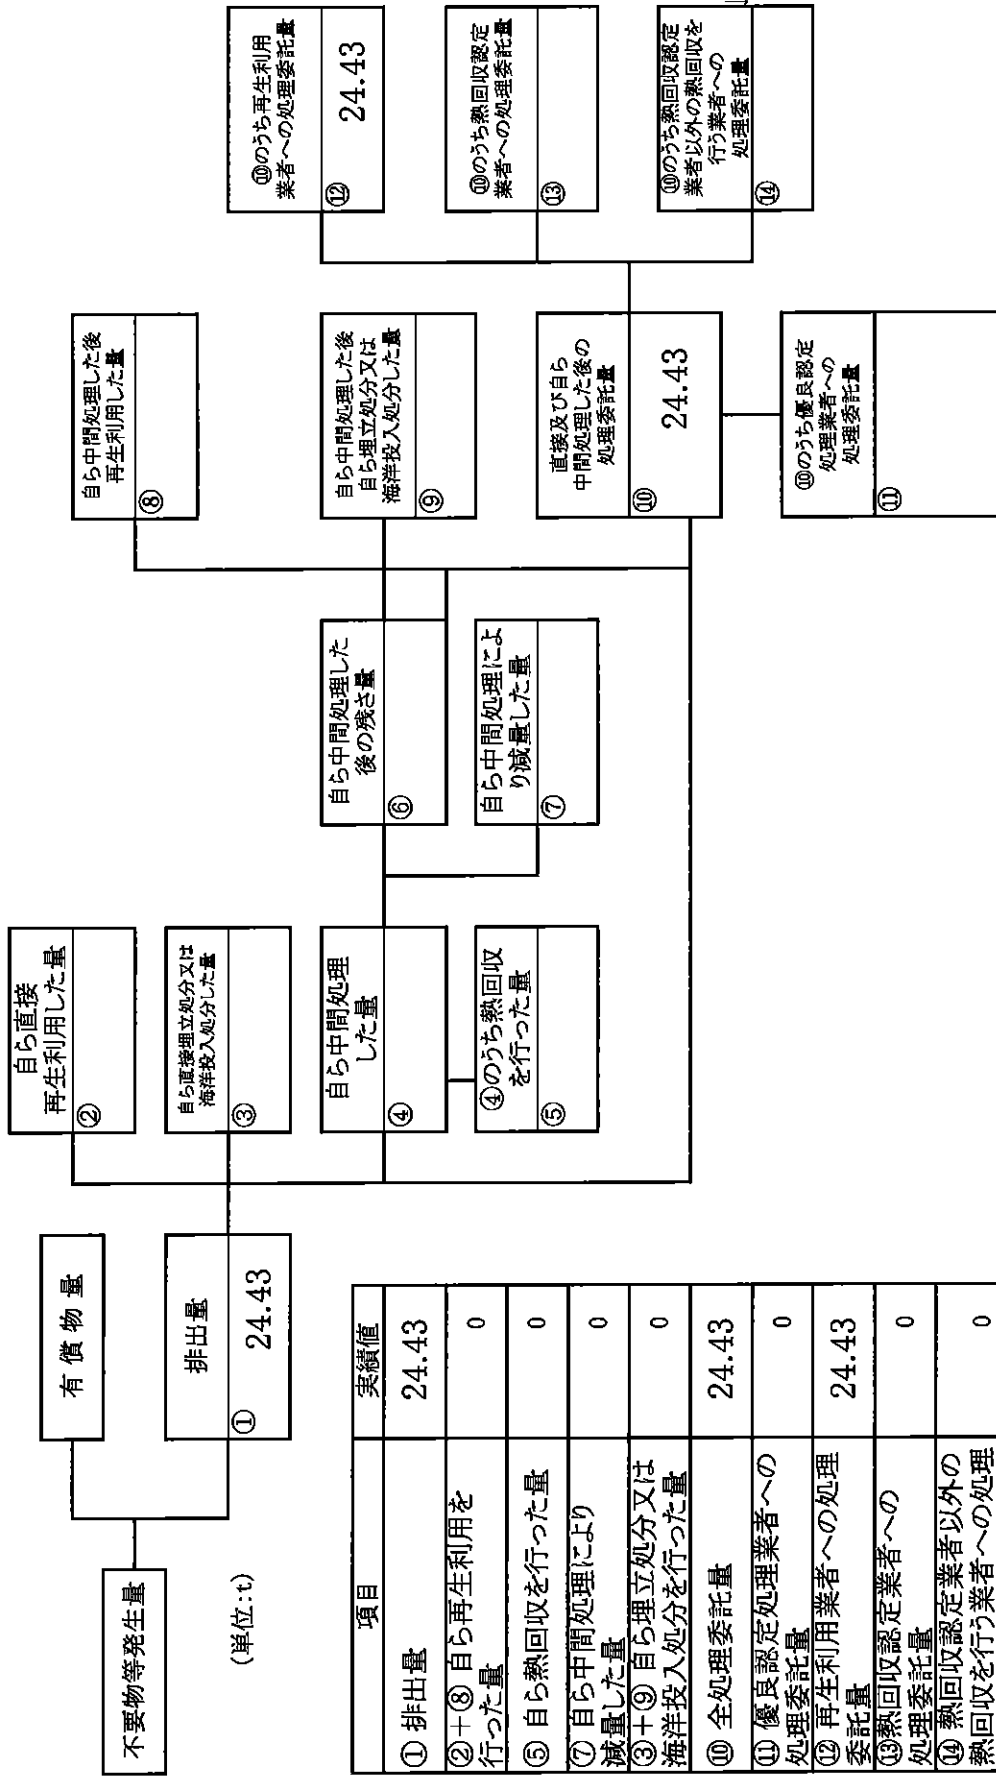 不要物等発生量
有償物量
排出量
①
24.43
(単位:t)
自ら直接
再生利用した量
②
自ら直接埋立処分又は
海洋投入処分した量
③
自ら中間処理
した量
④
④のうち熱回収
を行った量
⑤
自ら中間処理した
後の残さ量
⑥
自ら中間処理によ
り減量した量
⑦
自ら中間処理した後
再生利用した量
⑧
自ら中間処理した後
自ら埋立処分又は
海洋投入処分した量
⑨
直接及び自ら
中間処理した後の
処理委託量
⑩
24.43
⑩のうち優良認定
処理業者への
処理委託量
⑪
⑩のうち再生利用
業者への処理委託量
⑫
24.43
⑩のうち熱回収認定
業者への処理委託量
⑬
⑩のうち熱回収認定
業者以外の熱回収を
行う業者への
処理委託量
⑭
項目 実績値
① 排出量 24.43
②+⑧ 自ら再生利用を
行った量 0
⑤ 自ら熱回収を行った量 0
⑦ 自ら中間処理により
減量した量 0
③+⑨ 自ら埋立処分又は
海洋投入処分を行った量 0
⑩ 全処理委託量 24.43
⑪ 優良認定処理業者への
処理委託量 0
⑫ 再生利用業者への処理
委託量 24.43
⑬熱回収認定業者への
処理委託量 0
⑭ 熱回収認定業者以外の
熱回収を行う業者への処理 0